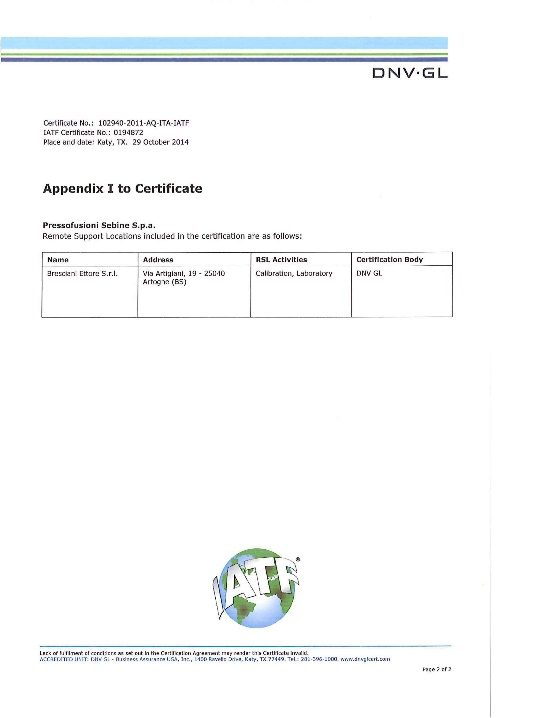 DNV·GL
Certificate No.: 102940-2011-AQ-ITA-IATF
IATF Certificate No.: 0194872
Place and date: Katy, TX. 29 October 2014
Appendix I to Certificate
Pressofusioni Sebine S.p.a.
Remote Support Locations included in the certification are as follows:
Name Address RSL Activities Certification Body
Bresciani Ettore S.r.l. Via Artigiani, 19 - 25040 Calibration, Laboratory DNV GL
Artogne (BS)
IATF®
Lack of fulfilment of conditions as set out in the Certification Agreement may render this Certificate invalid.
ACCREDITED UNIT: DNV GL - Business Assurance USA, Inc., 1400 Ravello Drive, Katy, TX 77449. Tel.: 281-396-1000. www.dnvglcert.com
Page 2 of 2